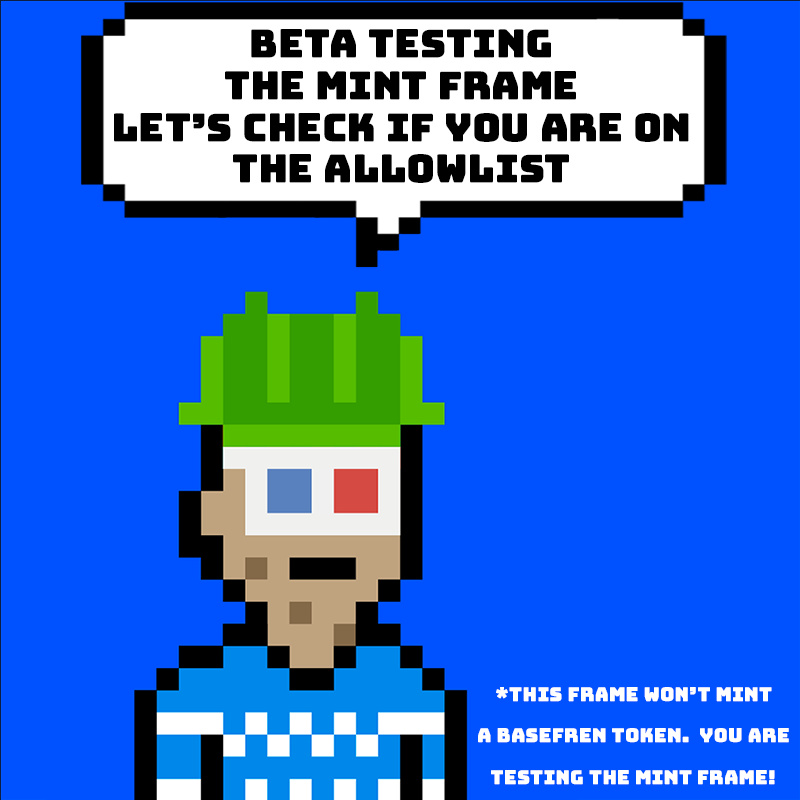 BETA TESTING
THE MINT FRAME
LET'S CHECK IF YOU ARE ON
THE ALLOWLIST
*THIS FRAME WON'T MINT
A BASEFREN TOKEN. YOU ARE
TESTING THE MINT FRAME!